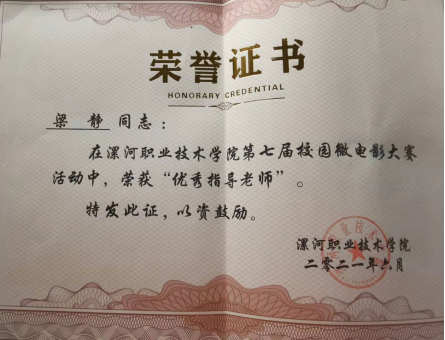 荣誉证书
HONORARY CREDENTIAL
梁 静 同志：
在漯河职业技术学院第七届校园微电影大赛
活动中，荣获“优秀指导老师”。
特发此证，以资鼓励。
漯河职业技术学院
二零二一年六月